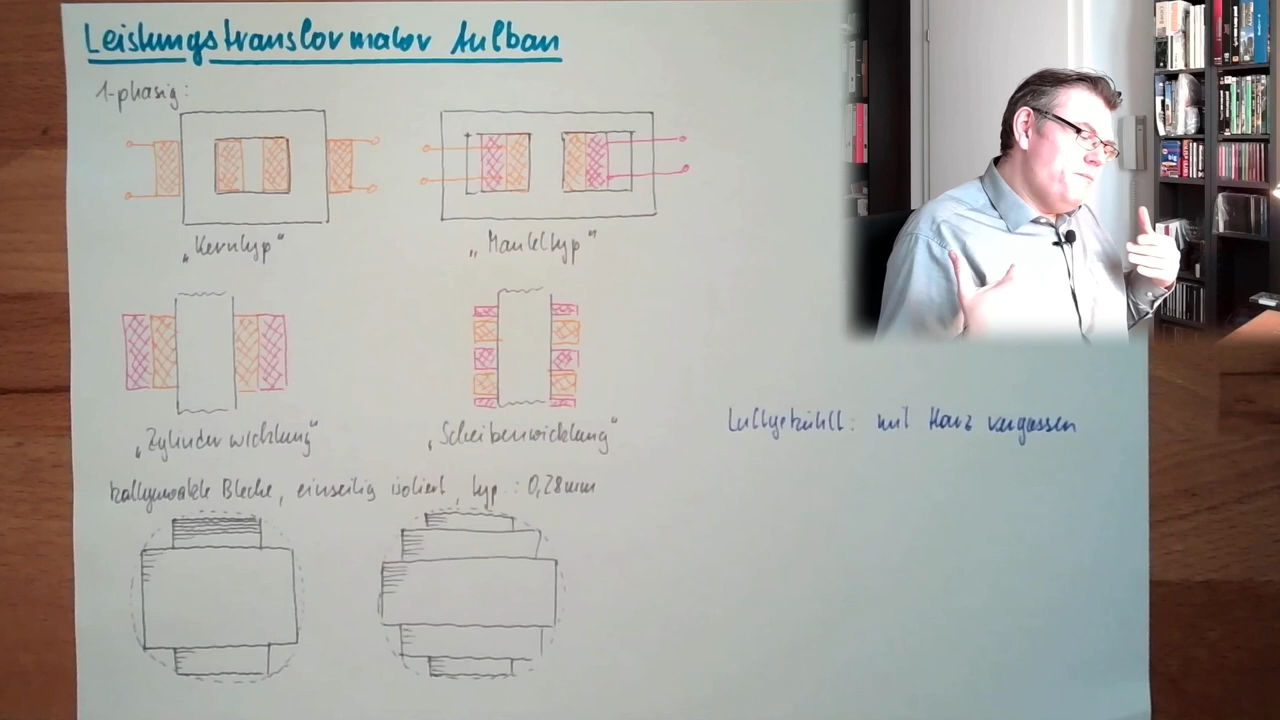 Leistungstransformator Aufbau
1-phasig:
„Kerntyp“
„Manteltyp“
„Zylinderwicklung“
„Scheibenwicklung“
Luftgekühlt: mit Harz vergossen
kaltgewalzte Bleche, einseitig isoliert, typ.: 0,28mm